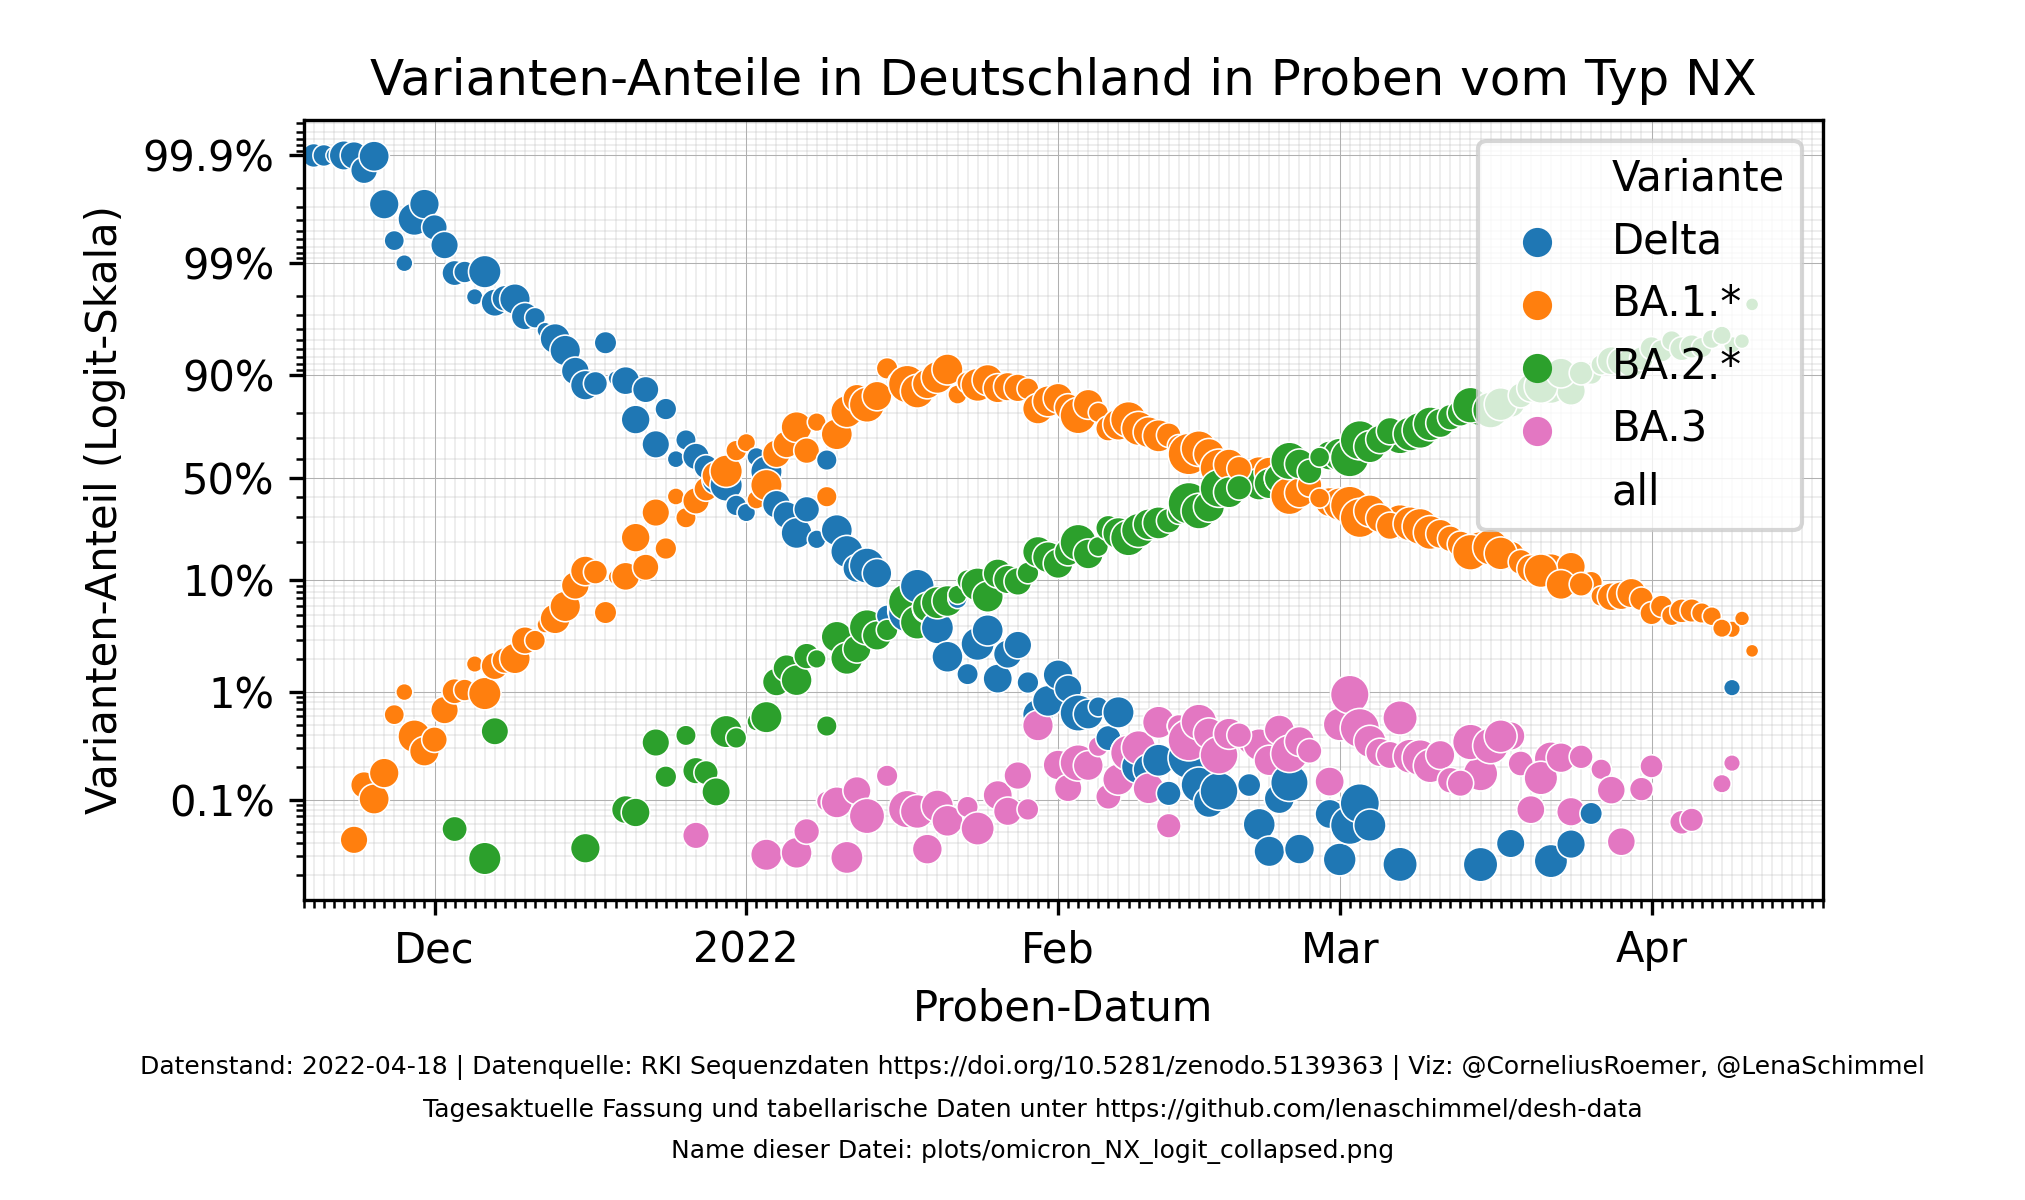 Varianten-Anteile in Deutschland in Proben vom Typ NX
Varianten-Anteil (Logit-Skala)
99.9%
99%
90%
50%
10%
1%
0.1%
Variante
Delta
BA.1.*
BA.2.*
BA.3
all
Dec
2022
Feb
Mar
Apr
Proben-Datum
Datenstand: 2022-04-18 | Datenquelle: RKI Sequenzdaten https://doi.org/10.5281/zenodo.5139363 | Viz: @CorneliusRoemer, @LenaSchimmel
Tagesaktuelle Fassung und tabellarische Daten unter https://github.com/lenaschimmel/desh-data
Name dieser Datei: plots/omicron_NX_logit_collapsed.png